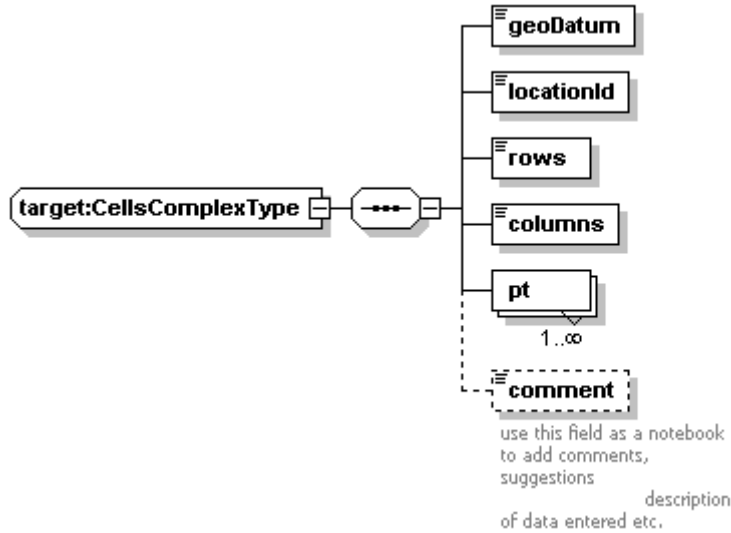 geoDatum
locationId
rows
target:CellsComplexType
columns
pt
1..∞
comment
use this field as a notebook
to add comments,
suggestions
description
of data entered etc.